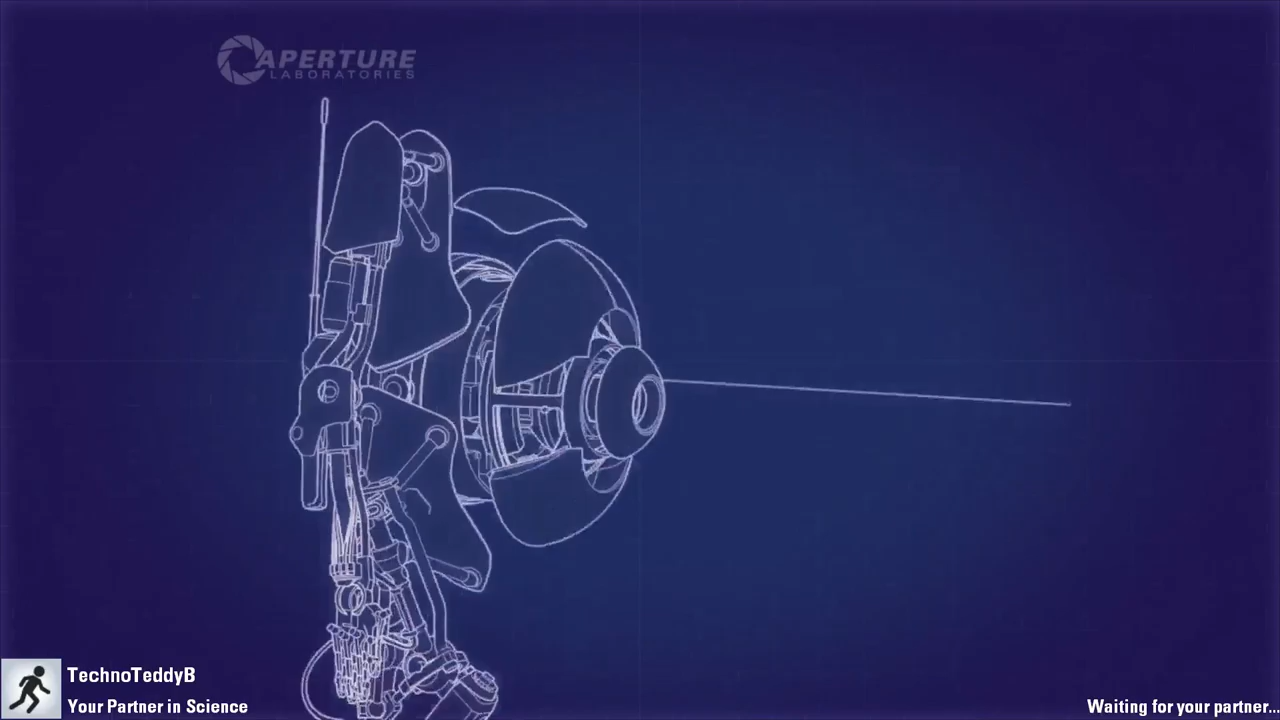 APERTURE
LABORATORIES
TechnoTeddyB
Your Partner in Science
Waiting for your partner...